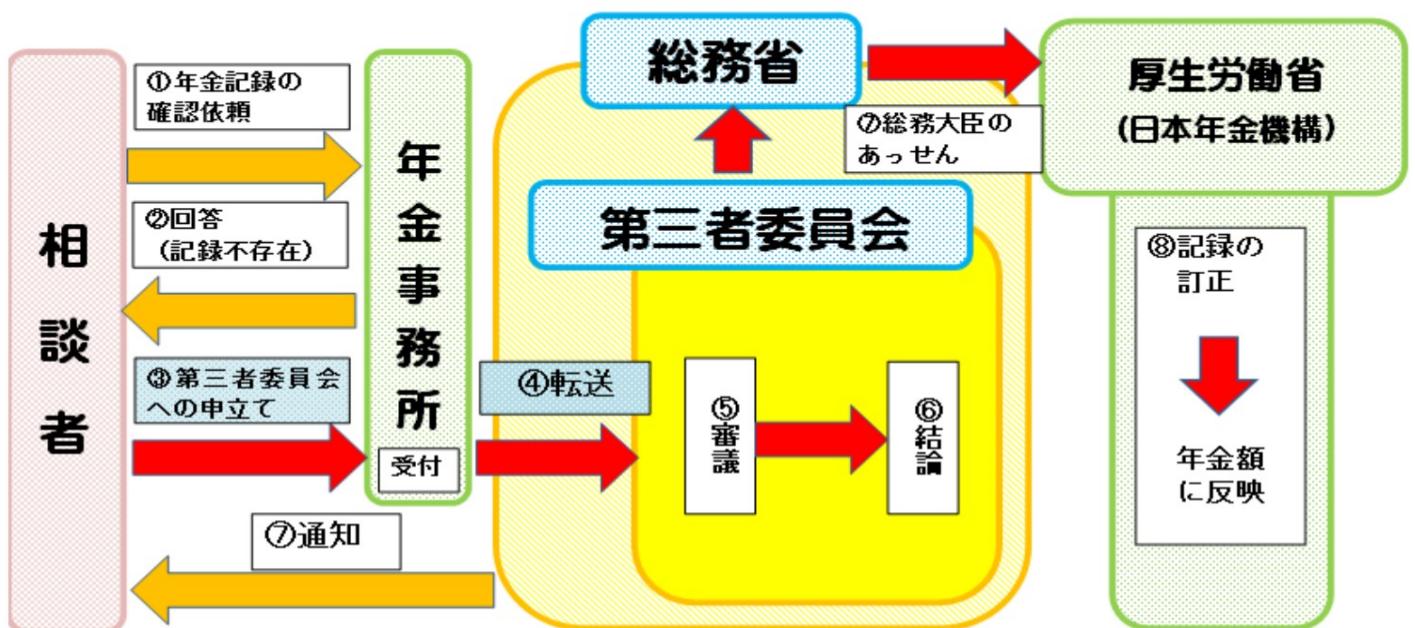 相談者
①年金記録の
確認依頼
②回答
(記録不存在)
③第三者委員会
への申立て
年金事務所
受付
④転送
⑦通知
総務省
第三者委員会
⑤審議
⑥結論
⑦総務大臣の
あっせん
厚生労働省
(日本年金機構)
⑧記録の
訂正
年金額
に反映